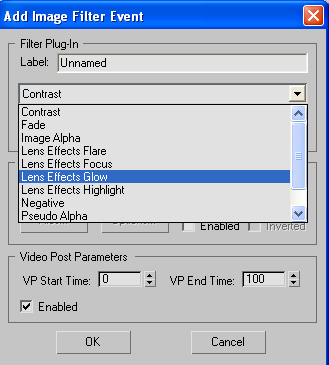 Add Image Filter Event
Filter Plug-In
Label: Unnamed
Contrast
Contrast
Fade
Image Alpha
Lens Effects Flare
Lens Effects Focus
Lens Effects Glow
Lens Effects Highlight
Negative
Pseudo Alpha
Enabled Inverted
Video Post Parameters
VP Start Time: 0 VP End Time: 100
Enabled
OK Cancel